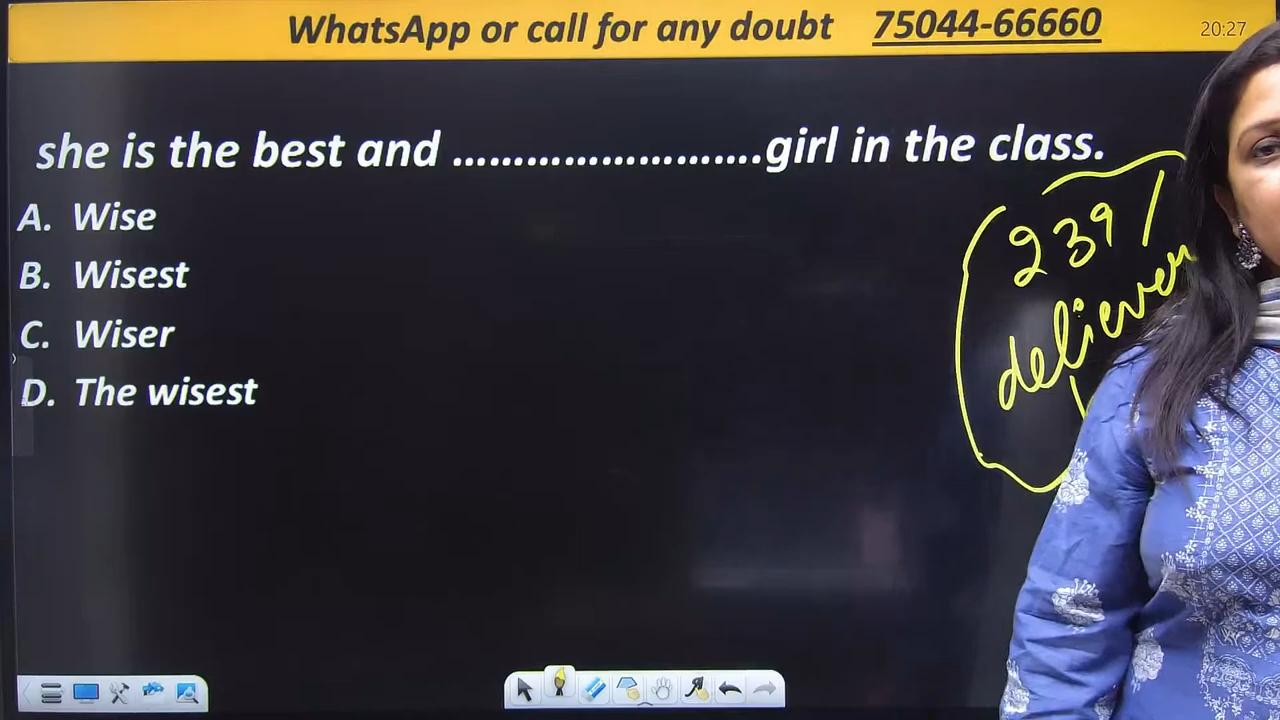 WhatsApp or call for any doubt 75044-66660
20:27
she is the best and ..........................girl in the class.
A. Wise
B. Wisest
C. Wiser
D. The wisest
239